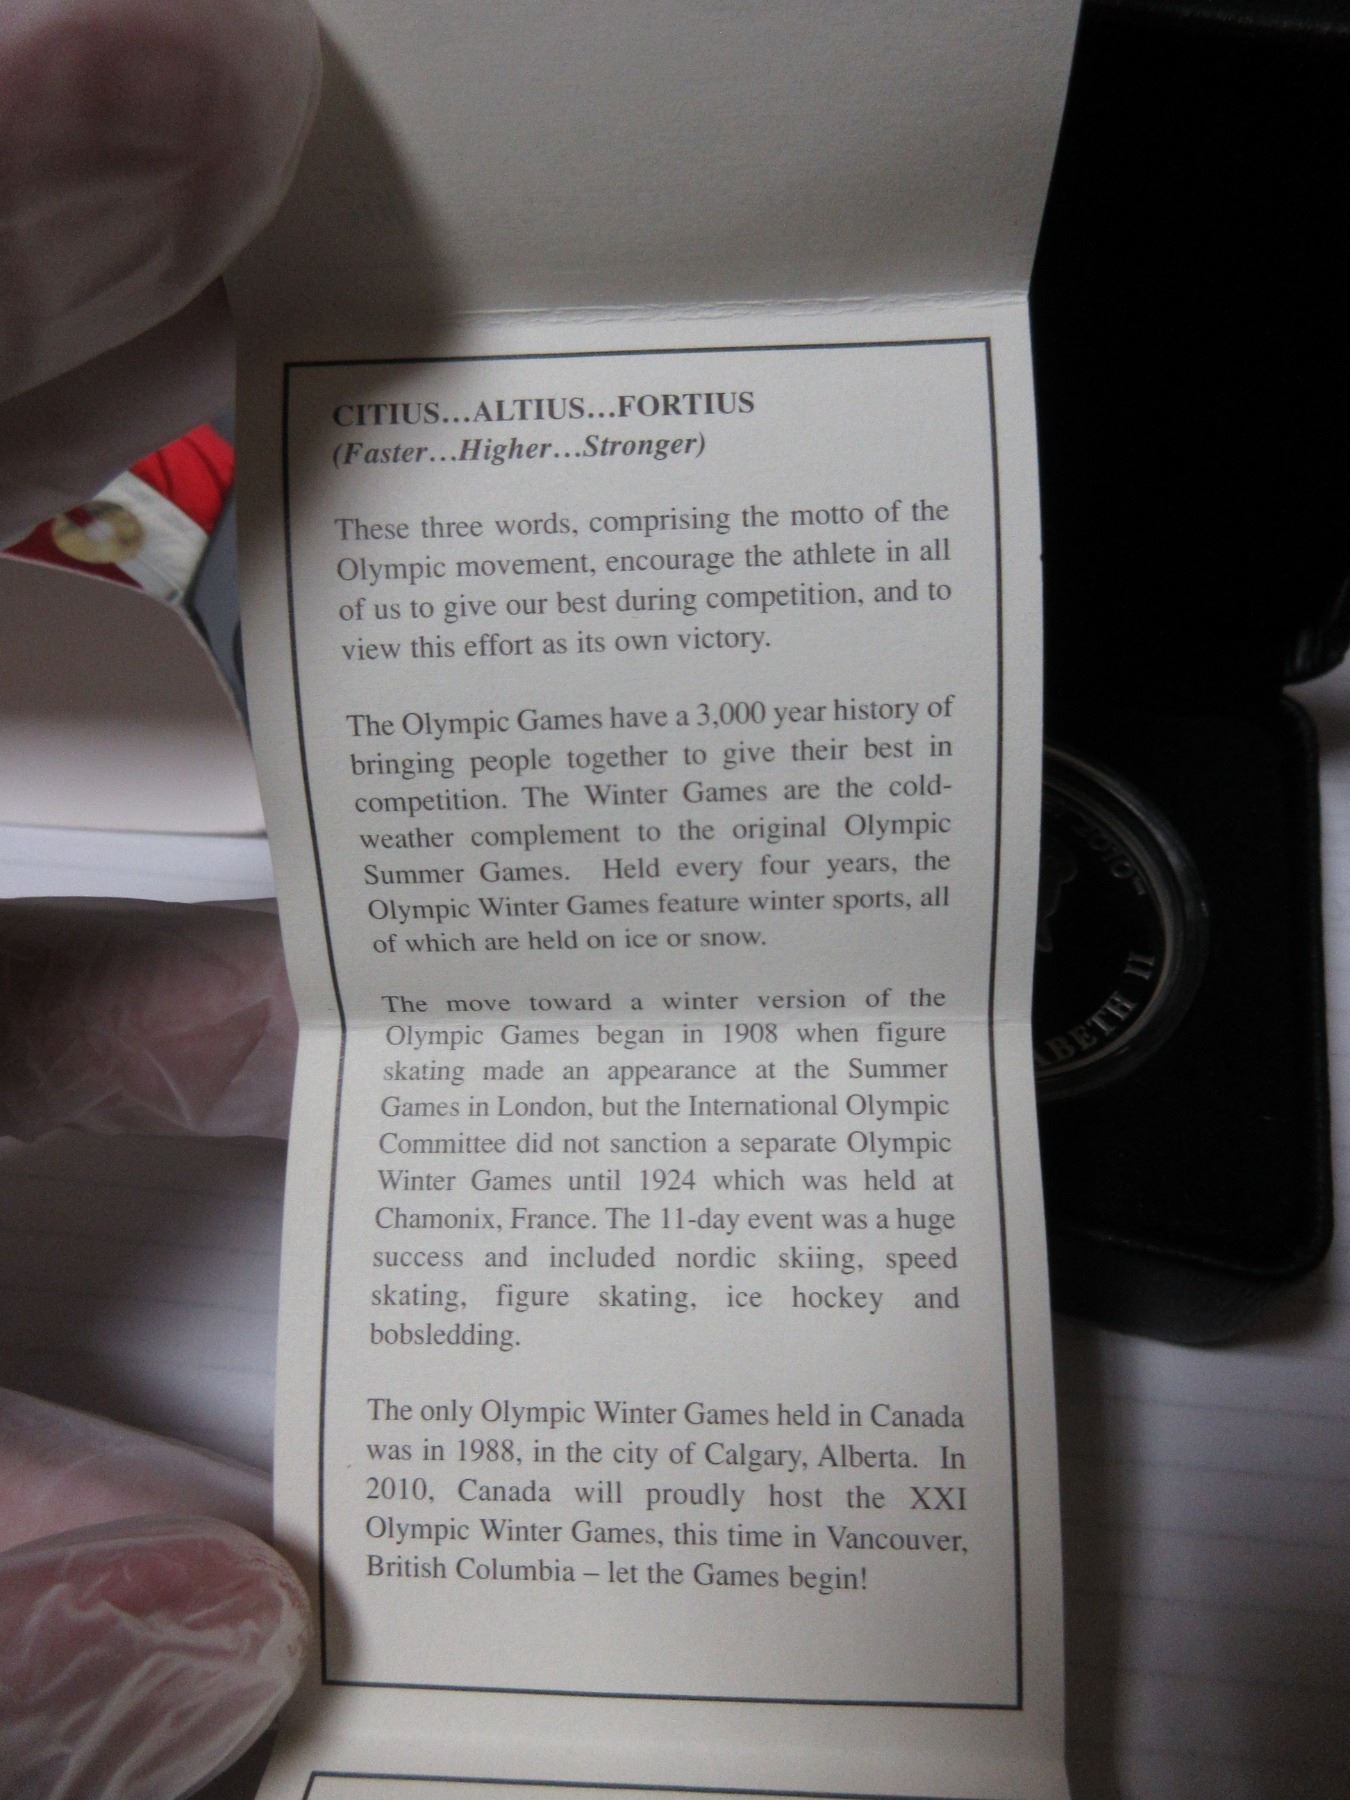 CITIUS...ALTIUS...FORTIUS
(Faster...Higher...Stronger)
These three words, comprising the motto of the
Olympic movement, encourage the athlete in all
of us to give our best during competition, and to
view this effort as its own victory.
The Olympic Games have a 3,000 year history of
bringing people together to give their best in
competition. The Winter Games are the cold-
weather complement to the original Olympic
Summer Games. Held every four years, the
Olympic Winter Games feature winter sports, all
of which are held on ice or snow.
The move toward a winter version of the
Olympic Games began in 1908 when figure
skating made an appearance at the Summer
Games in London, but the International Olympic
Committee did not sanction a separate Olympic
Winter Games until 1924 which was held at
Chamonix, France. The 11-day event was a huge
success and included nordic skiing, speed
skating, figure skating, ice hockey and
bobsledding.
The only Olympic Winter Games held in Canada
was in 1988, in the city of Calgary, Alberta. In
2010, Canada will proudly host the XXI
Olympic Winter Games, this time in Vancouver,
British Columbia – let the Games begin!
2010™
ABETH II